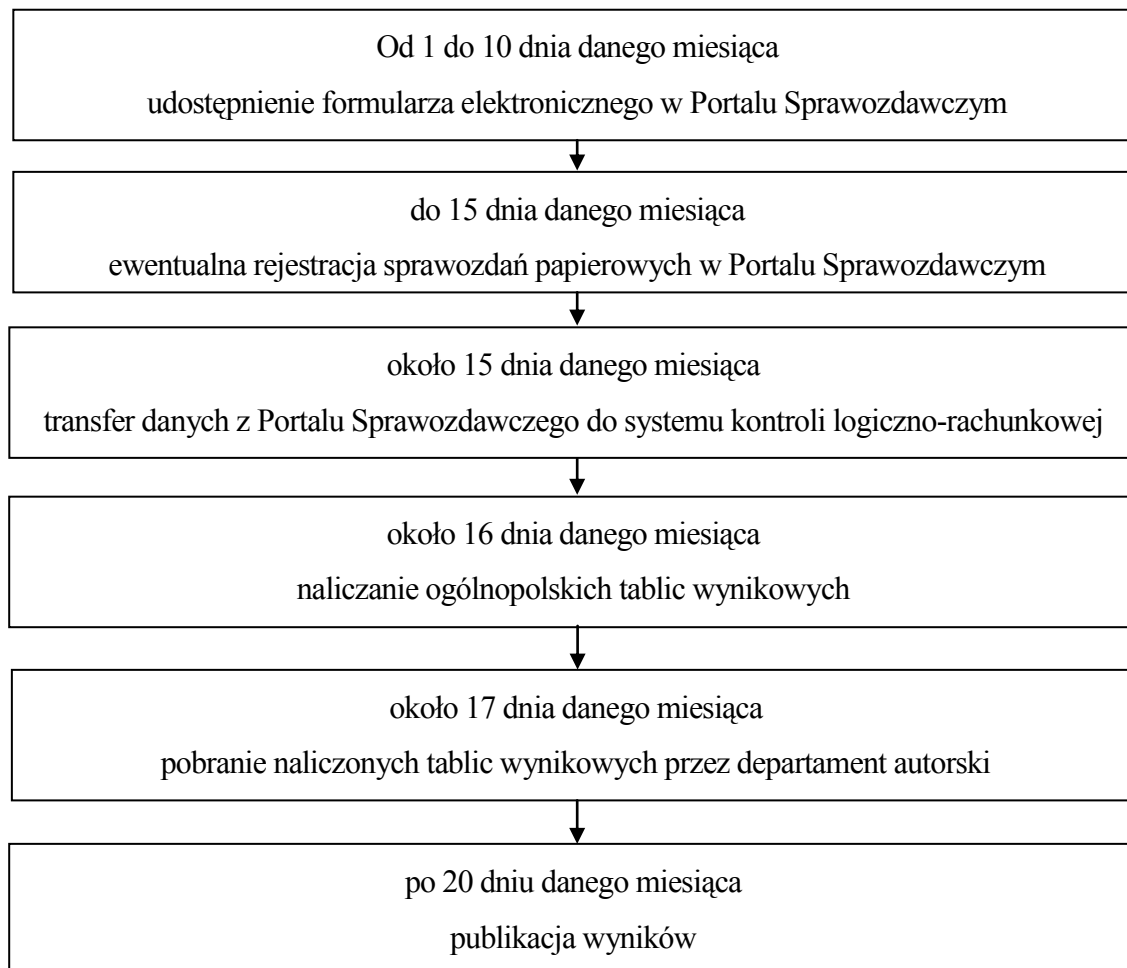 Od 1 do 10 dnia danego miesiąca
udostępnienie formularza elektronicznego w Portalu Sprawozdawczym
do 15 dnia danego miesiąca
ewentualna rejestracja sprawozdań papierowych w Portalu Sprawozdawczym
około 15 dnia danego miesiąca
transfer danych z Portalu Sprawozdawczego do systemu kontroli logiczno-rachunkowej
około 16 dnia danego miesiąca
naliczanie ogólnopolskich tablic wynikowych
około 17 dnia danego miesiąca
pobranie naliczonych tablic wynikowych przez departament autorski
po 20 dniu danego miesiąca
publikacja wyników